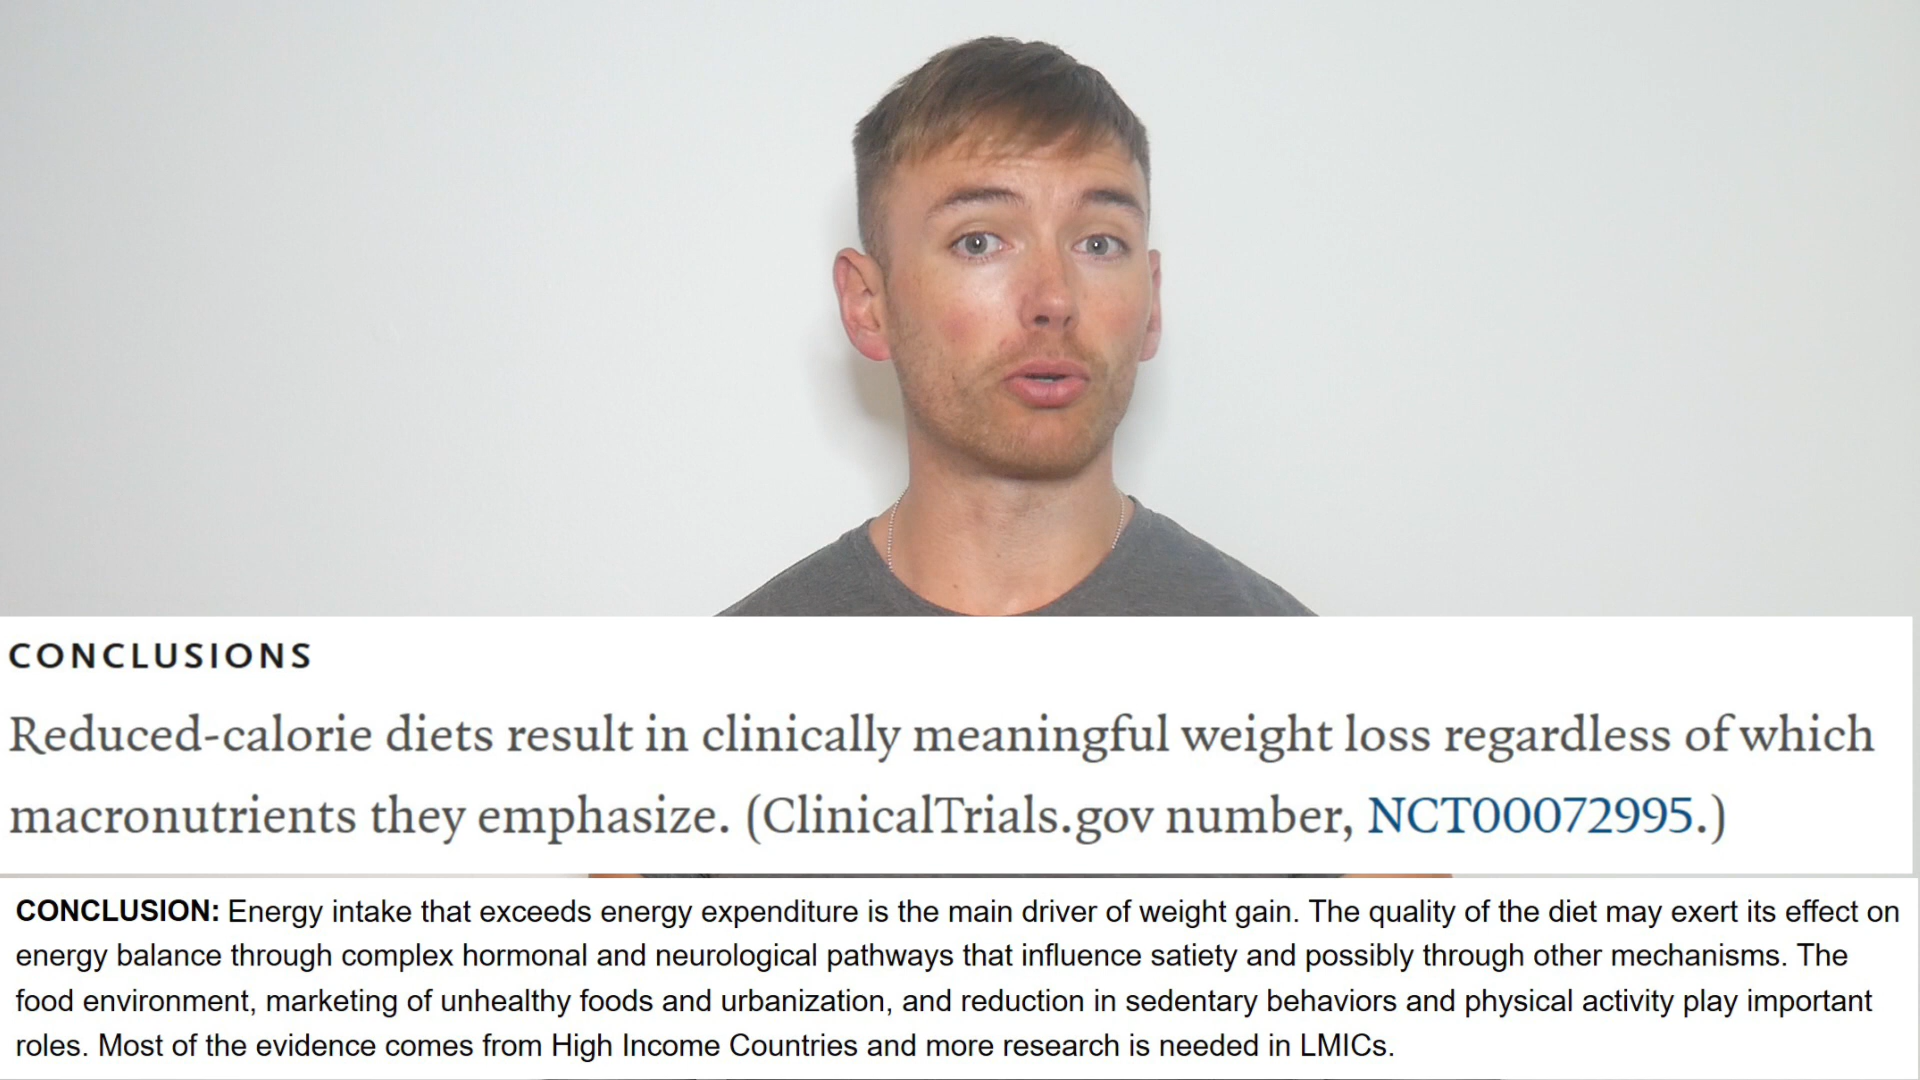 CONCLUSIONS
Reduced-calorie diets result in clinically meaningful weight loss regardless of which
macronutrients they emphasize. (ClinicalTrials.gov number, NCT00072995.)
CONCLUSION: Energy intake that exceeds energy expenditure is the main driver of weight gain. The quality of the diet may exert its effect on
energy balance through complex hormonal and neurological pathways that influence satiety and possibly through other mechanisms. The
food environment, marketing of unhealthy foods and urbanization, and reduction in sedentary behaviors and physical activity play important
roles. Most of the evidence comes from High Income Countries and more research is needed in LMICs.